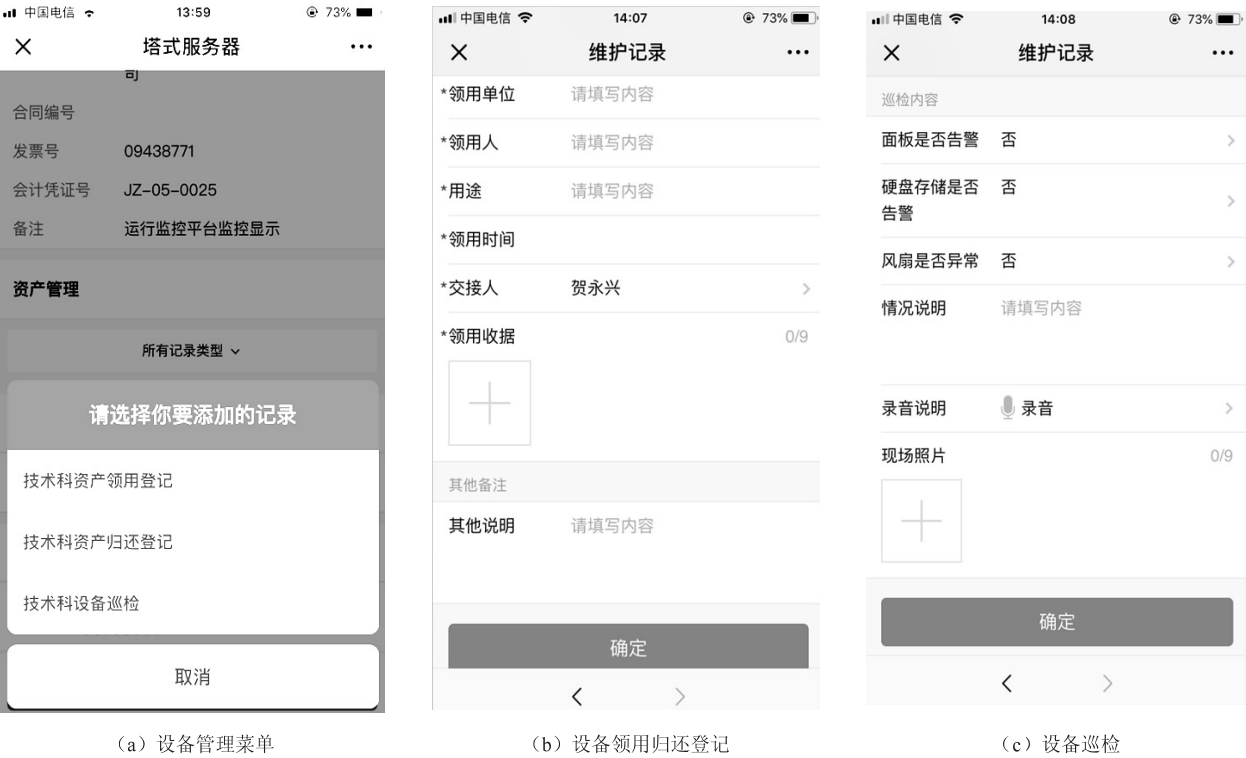 中国电信 13:59 73%
塔式服务器
司
合同编号
发票号 09438771
会计凭证号 JZ-05-0025
备注 运行监控平台监控显示
资产管理
所有记录类型
请选择你要添加的记录
技术科资产领用登记
技术科资产归还登记
技术科设备巡检
取消
（a）设备管理菜单
中国电信 14:07 73%
维护记录
*领用单位 请填写内容
*领用人 请填写内容
*用途 请填写内容
*领用时间
*交接人 贺永兴
*领用收据 0/9
其他备注
其他说明 请填写内容
确定
（b）设备领用归还登记
中国电信 14:08 73%
维护记录
巡检内容
面板是否告警 否
硬盘存储是否 否
告警
风扇是否异常 否
情况说明 请填写内容
录音说明 录音
现场照片 0/9
确定
（c）设备巡检